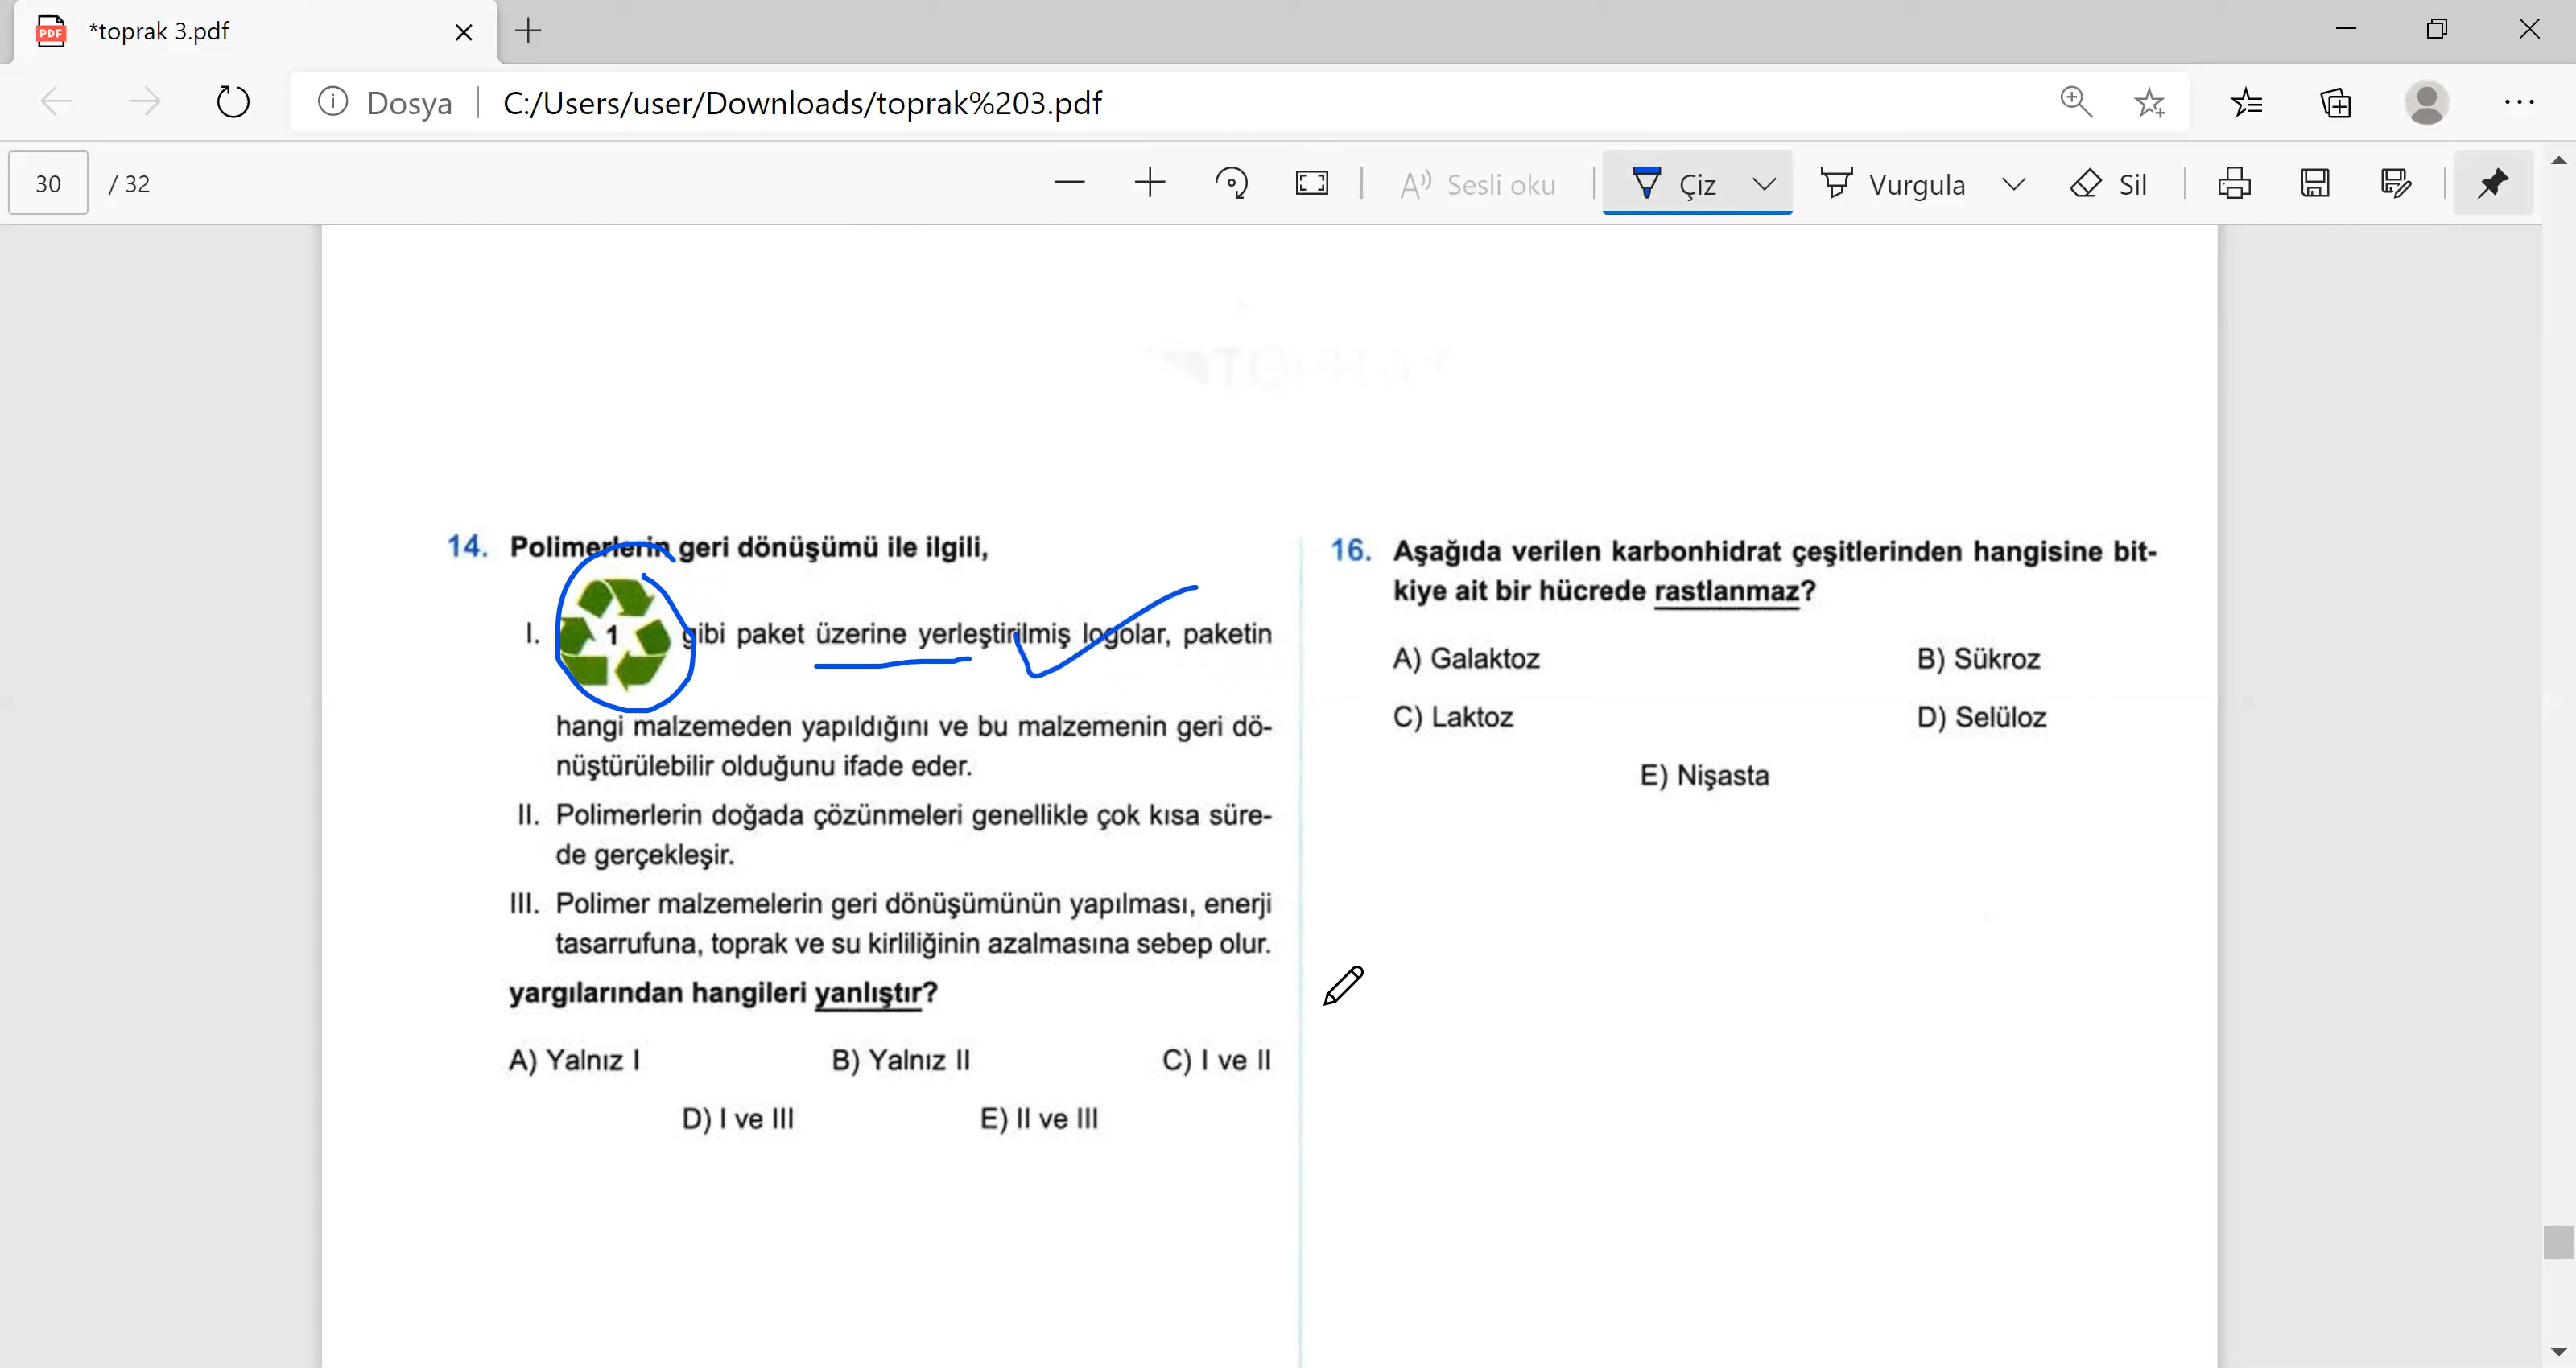 *toprak 3.pdf
Dosya
C:/Users/user/Downloads/toprak%203.pdf
30 / 32
Sesli oku
Çiz
Vurgula
Sil
14. Polimerlerin geri dönüşümü ile ilgili,
I. 1 gibi paket üzerine yerleştirilmiş logolar, paketin
hangi malzemeden yapıldığını ve bu malzemenin geri dö-
nüştürülebilir olduğunu ifade eder.
II. Polimerlerin doğada çözünmeleri genellikle çok kısa süre-
de gerçekleşir.
III. Polimer malzemelerin geri dönüşümünün yapılması, enerji
tasarrufuna, toprak ve su kirliliğinin azalmasına sebep olur.
yargılarından hangileri yanlıştır?
A) Yalnız I B) Yalnız II C) I ve II
D) I ve III E) II ve III
16. Aşağıda verilen karbonhidrat çeşitlerinden hangisine bit-
kiye ait bir hücrede rastlanmaz?
A) Galaktoz B) Sükroz
C) Laktoz D) Selüloz
E) Nişasta